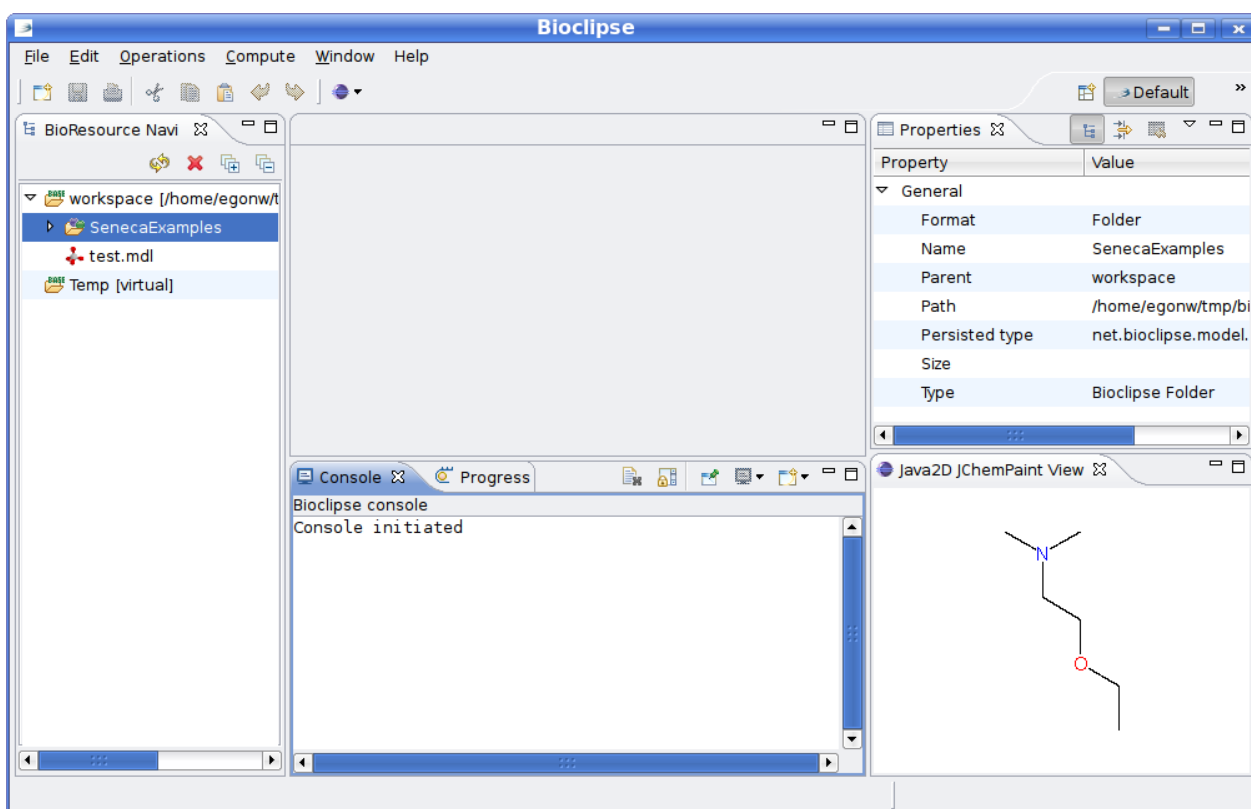 Bioclipse
File Edit Operations Compute Window Help
Default »
BioResource Navi
workspace [/home/egonw/t
SenecaExamples
test.mdl
Temp [virtual]
Console Progress
Bioclipse console
Console initiated
Properties
Property Value
General
Format Folder
Name SenecaExamples
Parent workspace
Path /home/egonw/tmp/bi
Persisted type net.bioclipse.model.
Size
Type Bioclipse Folder
Java2D JChemPaint View
N
O